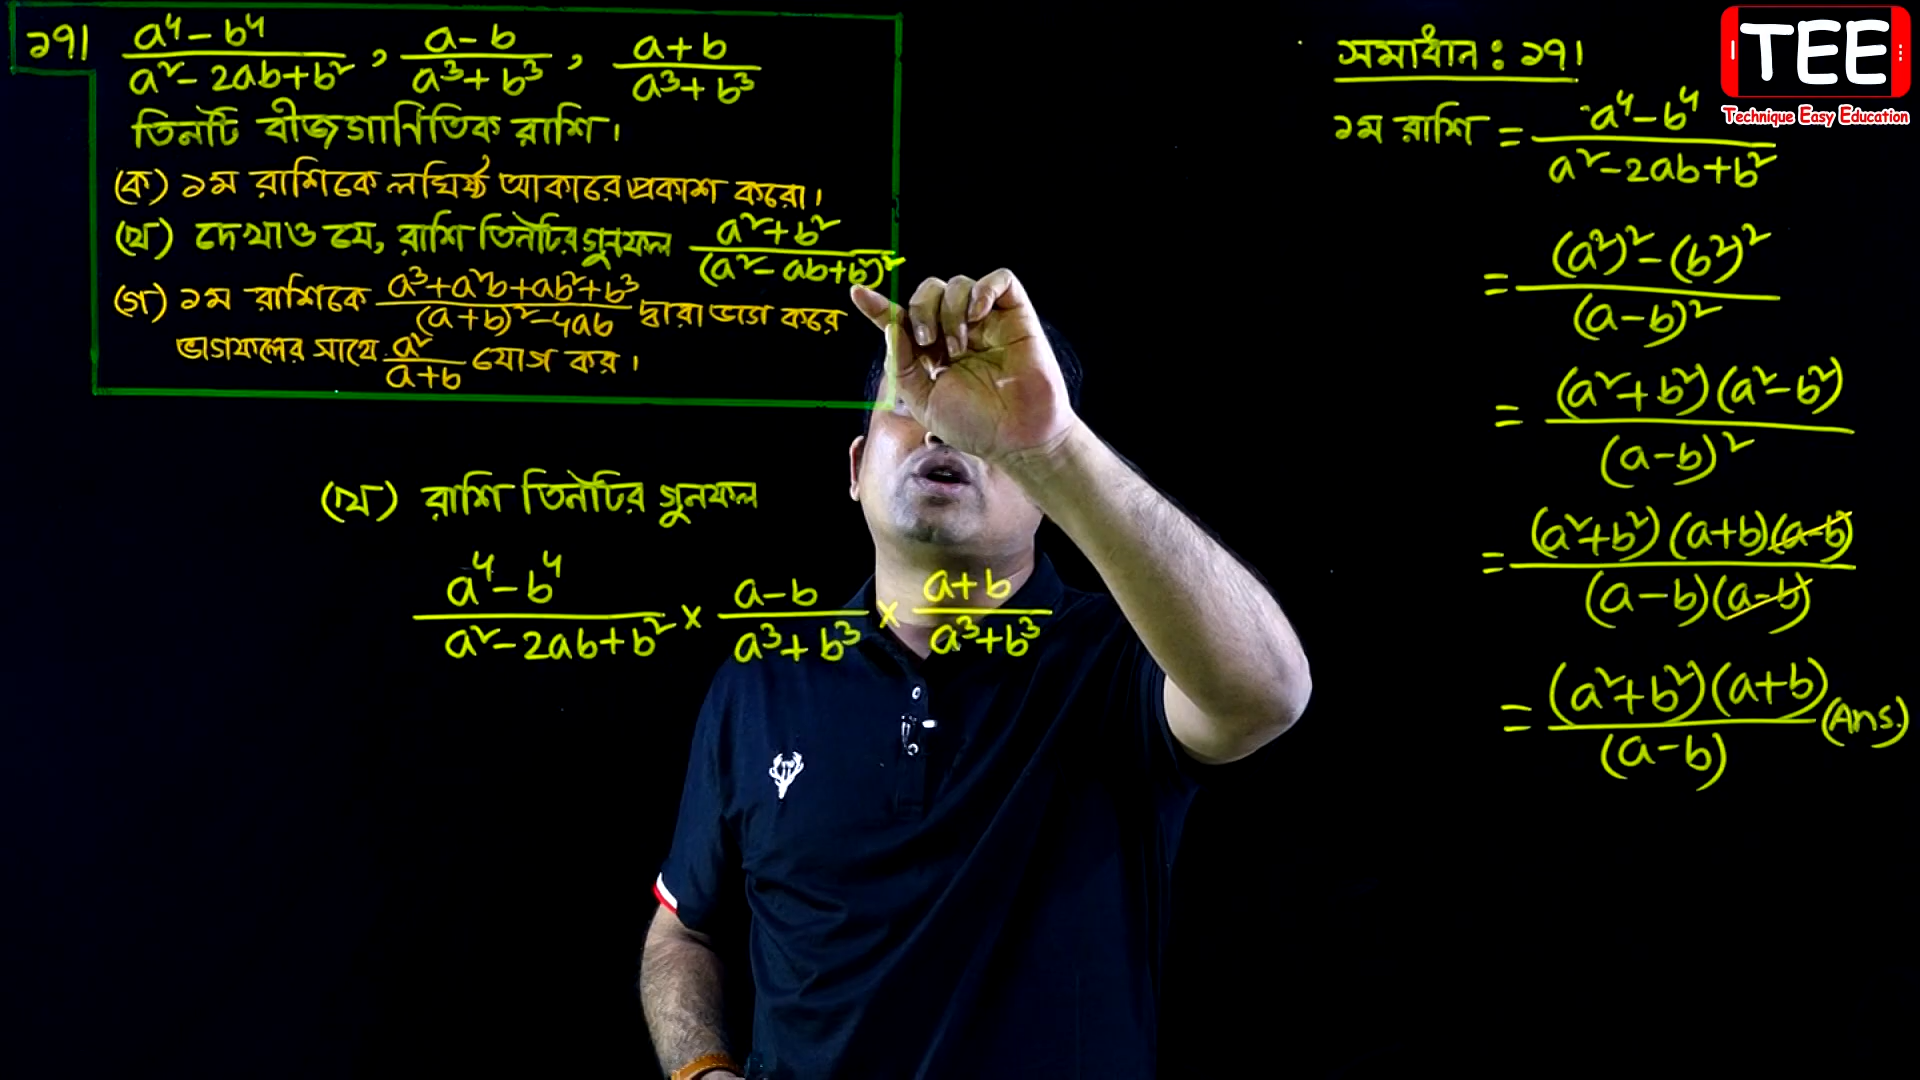 ১৭। a⁴-b⁴/a²-2ab+b², a-b/a³+b³, a+b/a³+b³
তিনটি বীজগাণিতিক রাশি।
(ক) ১ম রাশিকে লঘিষ্ঠ আকারে প্রকাশ করো।
(খ) দেখাও যে, রাশি তিনটির গুনফল a²+b²/(a²-ab+b²)²
(গ) ১ম রাশিকে a³+a²b+ab²+b³/(a+b)²-4ab দ্বারা ভাগ করে
ভাগফলের সাথে a²/a+b যোগ কর।
(খ) রাশি তিনটির গুনফল
a⁴-b⁴/a²-2ab+b² × a-b/a³+b³ × a+b/a³+b³
সমাধান: ১৭।
১ম রাশি = a⁴-b⁴/a²-2ab+b²
= (a²)²-(b²)²/(a-b)²
= (a²+b²)(a²-b²)/(a-b)²
= (a²+b²)(a+b)(a-b)/(a-b)(a-b)
= (a²+b²)(a+b)/(a-b) (Ans.)
TEE
Technique Easy Education